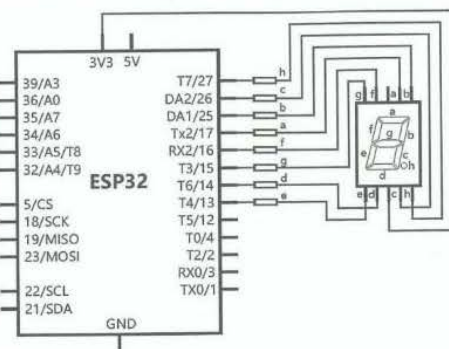 3V3 5V
39/A3
36/A0
35/A7
34/A6
33/A5/T8
32/A4/T9
5/CS
18/SCK
19/MISO
23/MOSI
22/SCL
21/SDA
ESP32
GND
T7/27
DA2/26
DA1/25
Tx2/17
RX2/16
T3/15
T6/14
T4/13
T5/12
T0/4
T2/2
RX0/3
TX0/1
h
c
b
a
f
g
d
e
g f a b
a
f b
g
e c
h
d
e d c h